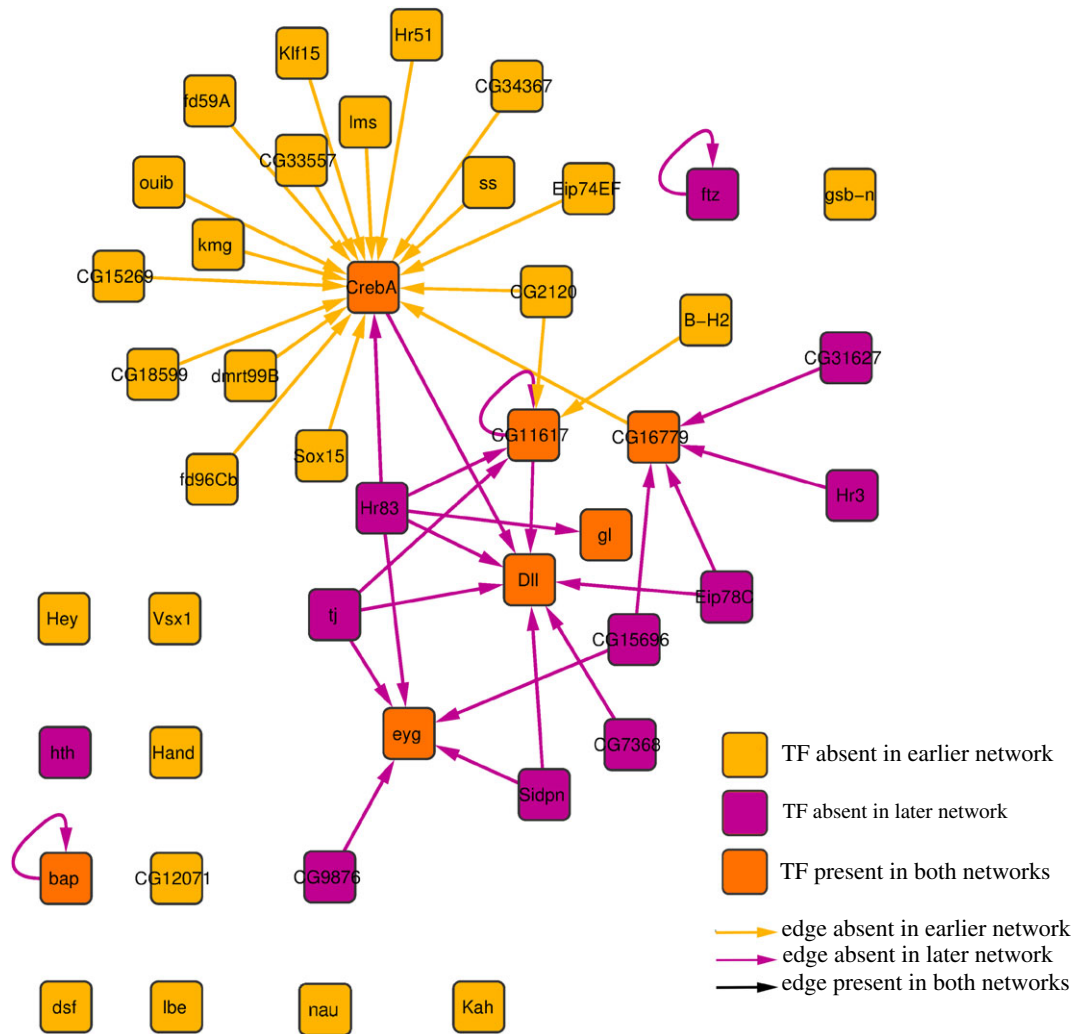 Hr51
Klf15
CG34367
fd59A
lms
CG33557
ouib
ss
Eip74EF
ftz
gsb−n
kmg
CG15269
CrebA
CG2120
B−H2
CG31627
CG18599
dmrt99B
CG11617
CG16779
Sox15
fd96Cb
Hr83
Hr3
gl
Dll
Eip78C
Hey
Vsx1
tj
CG15696
eyg
CG7368
hth
Hand
TF absent in earlier network
Sidpn
TF absent in later network
bap
CG12071
CG9876
TF present in both networks
edge absent in earlier network
edge absent in later network
edge present in both networks
dsf
lbe
nau
Kah